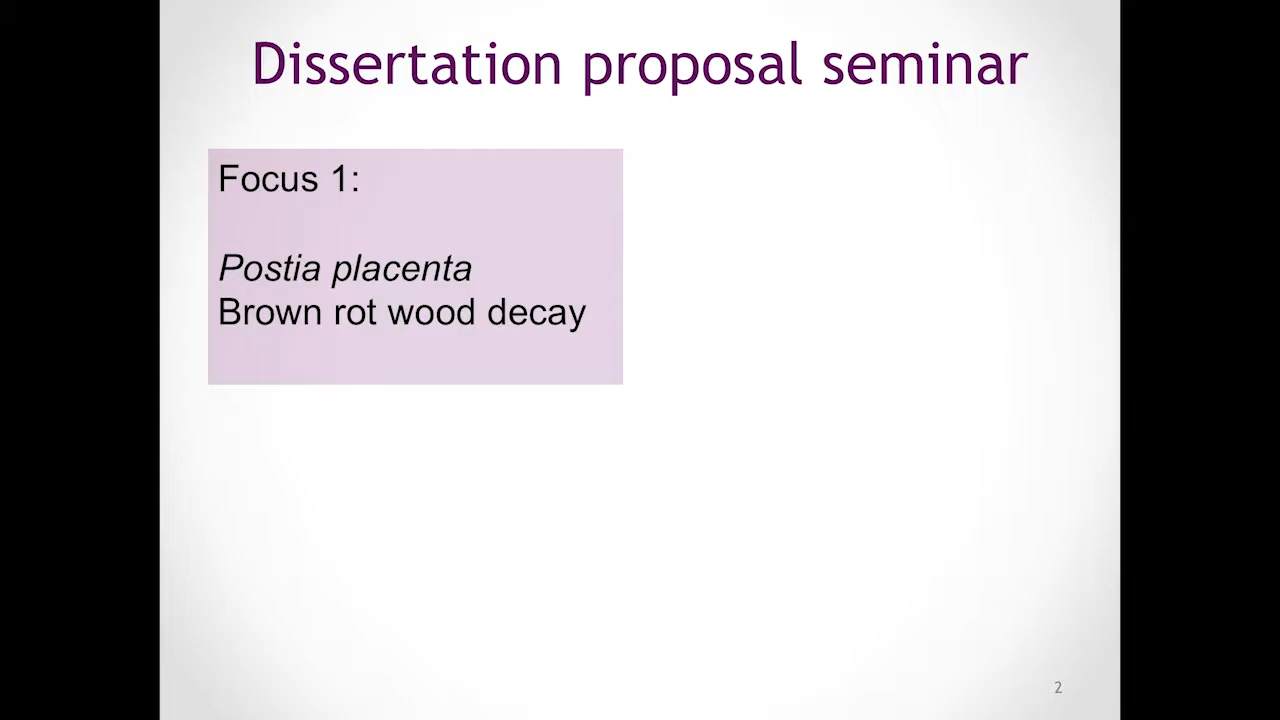 Dissertation proposal seminar
Focus 1:
Postia placenta
Brown rot wood decay
2